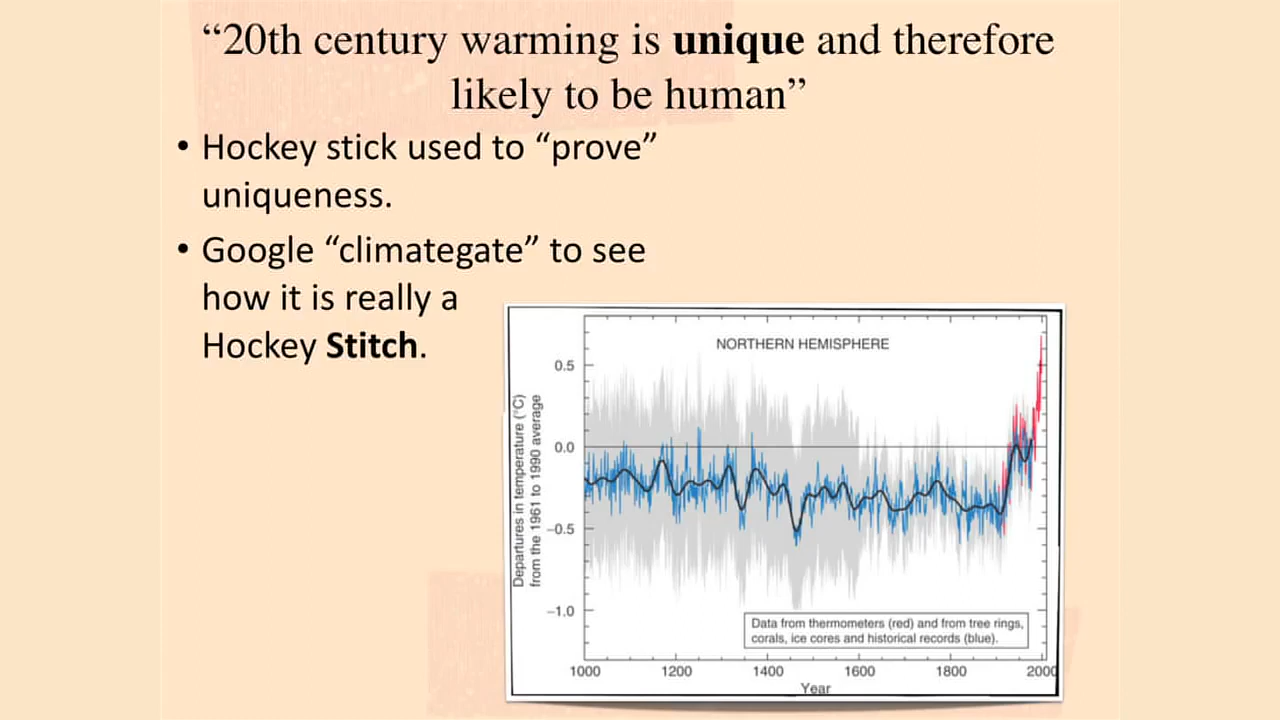 “20th century warming is unique and therefore
likely to be human”
• Hockey stick used to “prove”
uniqueness.
• Google “climategate” to see
how it is really a
Hockey Stitch.
NORTHERN HEMISPHERE
Departures in temperature (°C)
from the 1961 to 1990 average
0.5
0.0
−0.5
−1.0
Data from thermometers (red) and from tree rings,
corals, ice cores and historical records (blue).
1000 1200 1400 1600 1800 2000
Year